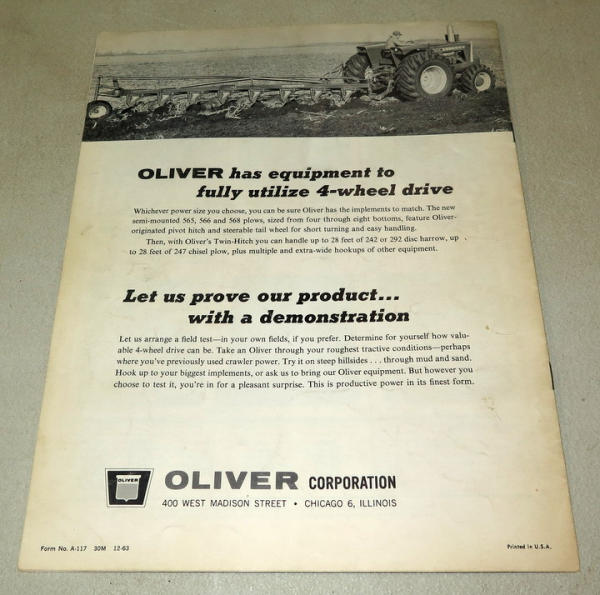 OLIVER has equipment to
fully utilize 4-wheel drive
Whichever power size you choose, you can be sure Oliver has the implements to match. The new
semi-mounted 565, 566 and 568 plows, sized from four through eight bottoms, feature Oliver-
originated pivot hitch and steerable tail wheel for short turning and easy handling.
Then, with Oliver's Twin-Hitch you can handle up to 28 feet of 242 or 292 disc harrow, up
to 28 feet of 247 chisel plow, plus multiple and extra-wide hookups of other equipment.
Let us prove our product...
with a demonstration
Let us arrange a field test—in your own fields, if you prefer. Determine for yourself how valu-
able 4-wheel drive can be. Take an Oliver through your roughest tractive conditions—perhaps
where you've previously used crawler power. Try it on steep hillsides . . . through mud and sand.
Hook up to your biggest implements, or ask us to bring our Oliver equipment. But however you
choose to test it, you're in for a pleasant surprise. This is productive power in its finest form.
OLIVER
OLIVER CORPORATION
400 WEST MADISON STREET • CHICAGO 6, ILLINOIS
Form No. A-117 30M 12-63
Printed in U.S.A.